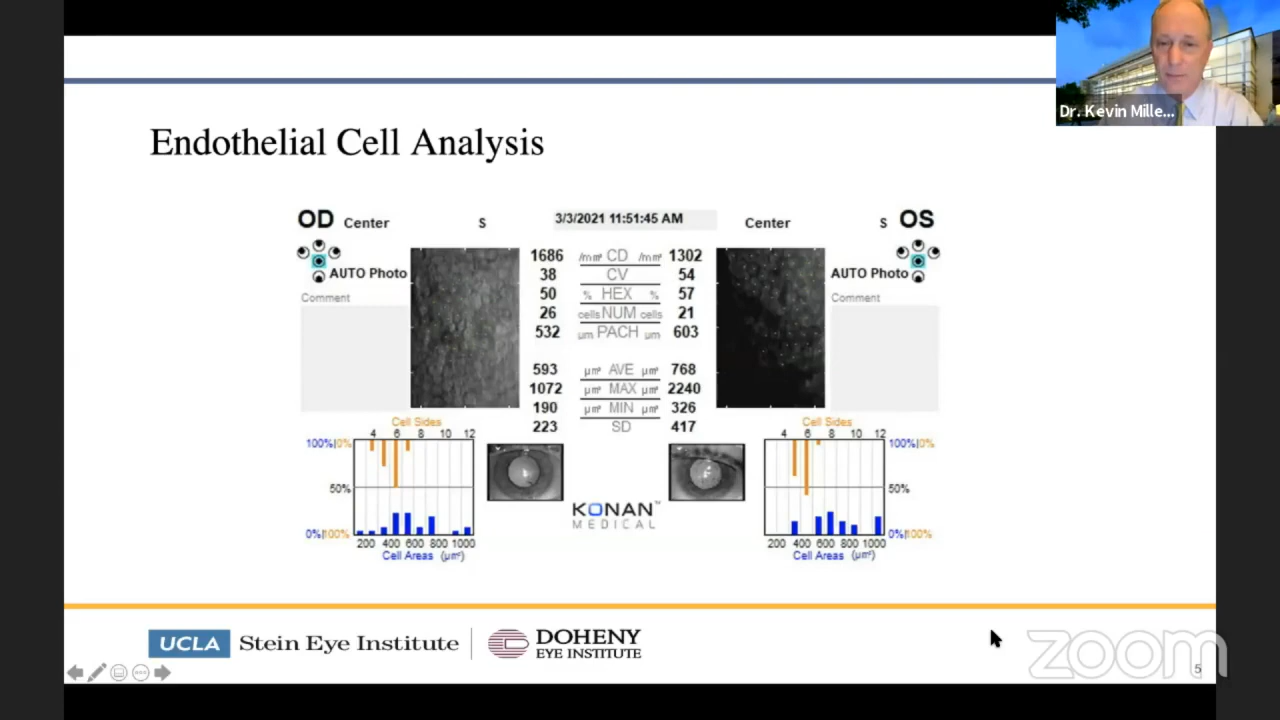 Dr. Kevin Mille...
Endothelial Cell Analysis
OD Center S 3/3/2021 11:51:45 AM Center S OS
1686 /mm² CD /mm² 1302
38 CV 54
AUTO Photo AUTO Photo
50 % HEX % 57
Comment Comment
26 cells NUM cells 21
532 µm PACH µm 603
593 µm² AVE µm² 768
1072 µm² MAX µm² 2240
190 µm² MIN µm² 326
223 SD 417
Cell Sides Cell Sides
4 6 8 10 12 4 6 8 10 12
100%|0% 100%|0%
50% 50%
KONAN™
MEDICAL
0%|100% 0%|100%
200 400 600 800 1000 200 400 600 800 1000
Cell Areas (µm²) Cell Areas (µm²)
UCLA Stein Eye Institute DOHENY
EYE INSTITUTE
zoom
5